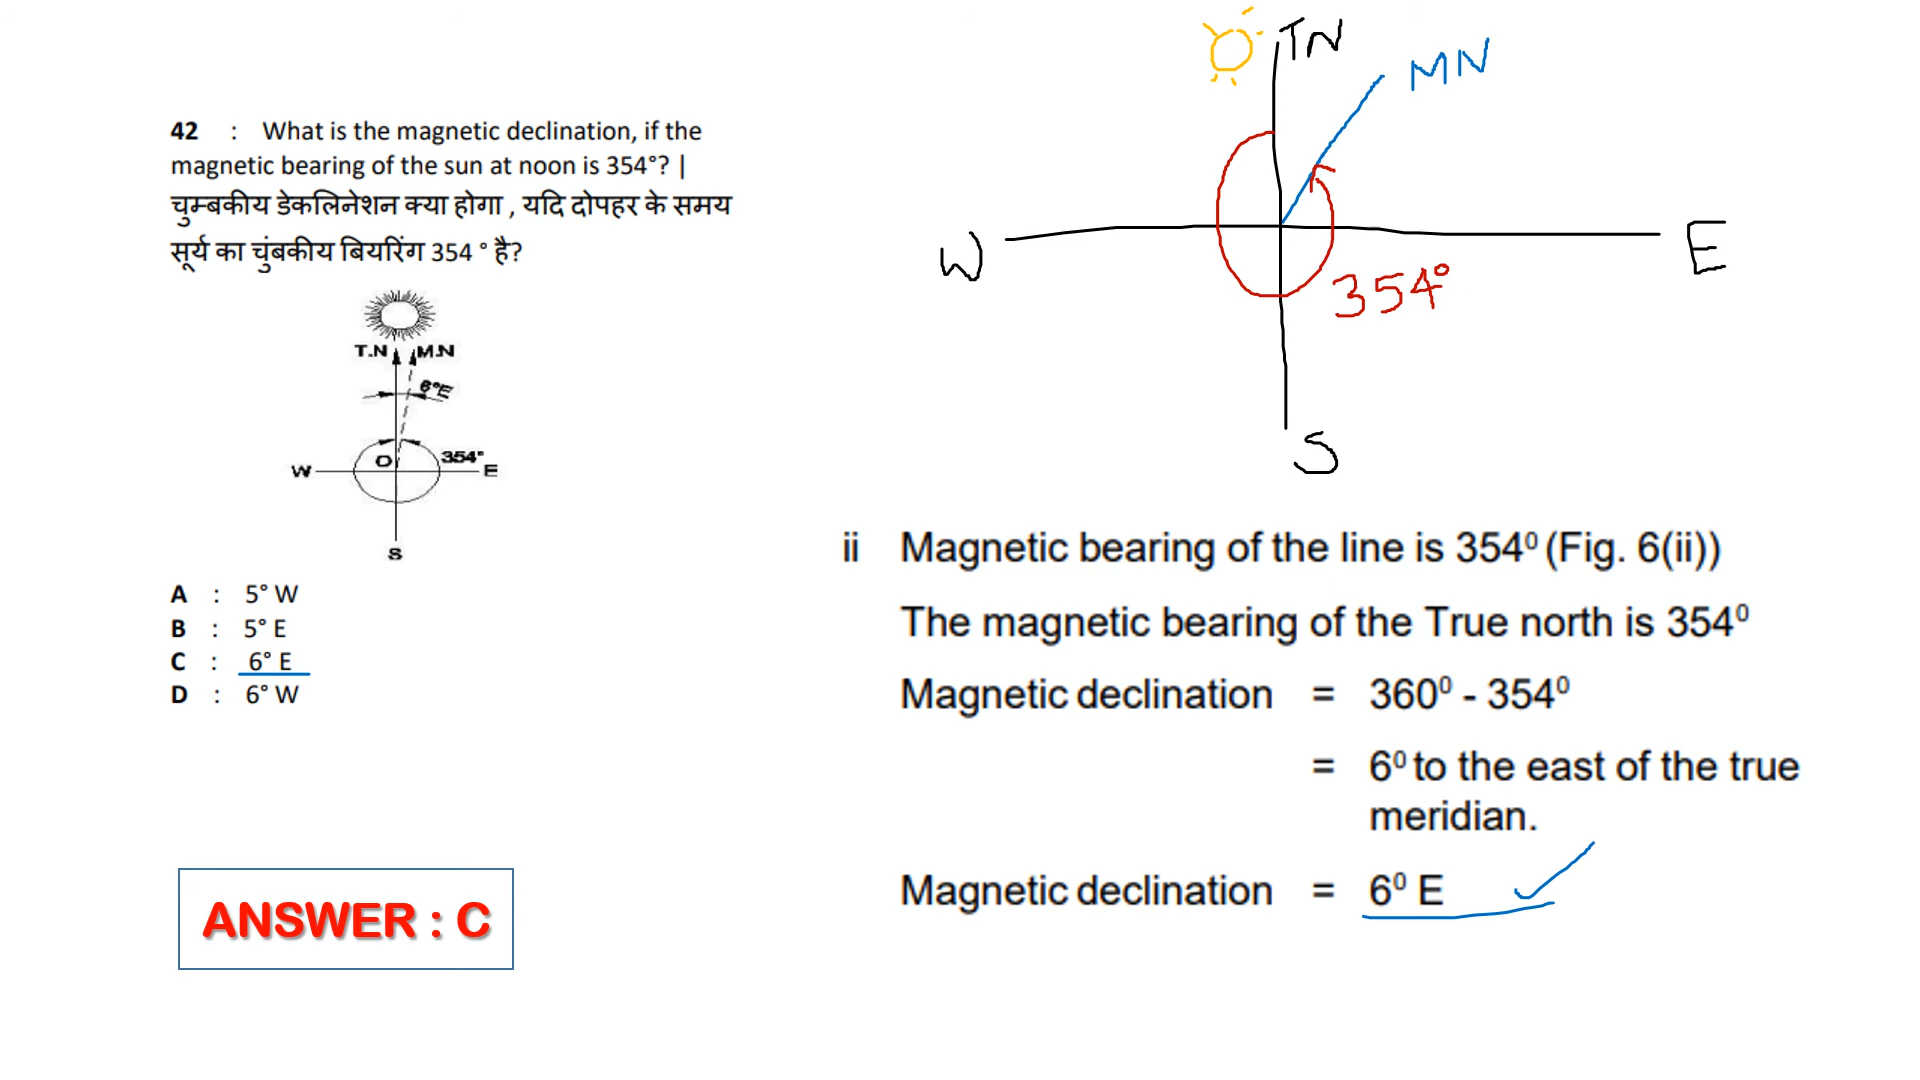 42 : What is the magnetic declination, if the
magnetic bearing of the sun at noon is 354°? |
चुम्बकीय डेकलिनेशन क्या होगा , यदि दोपहर के समय
सूर्य का चुंबकीय बियरिंग 354 ° है?
T.N M.N
6°E
O 354°
W E
S
A : 5° W
B : 5° E
C : 6° E
D : 6° W
ANSWER : C
TN
MN
W E
354°
S
ii Magnetic bearing of the line is 354⁰ (Fig. 6(ii))
The magnetic bearing of the True north is 354⁰
Magnetic declination = 360⁰ - 354⁰
= 6⁰ to the east of the true
meridian.
Magnetic declination = 6⁰ E